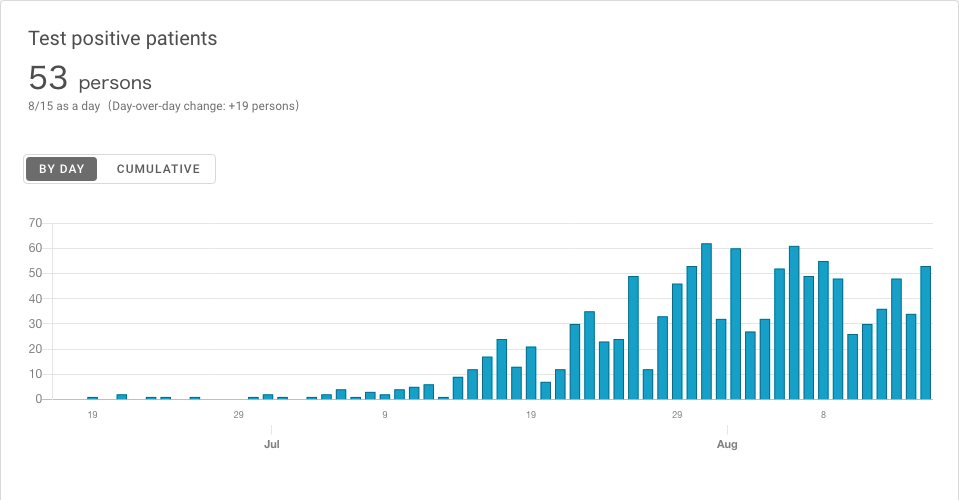 Test positive patients
53 persons
8/15 as a day（Day-over-day change: +19 persons）
BY DAY CUMULATIVE
70
60
50
40
30
20
10
0
19 29 9 19 29 8
Jul Aug